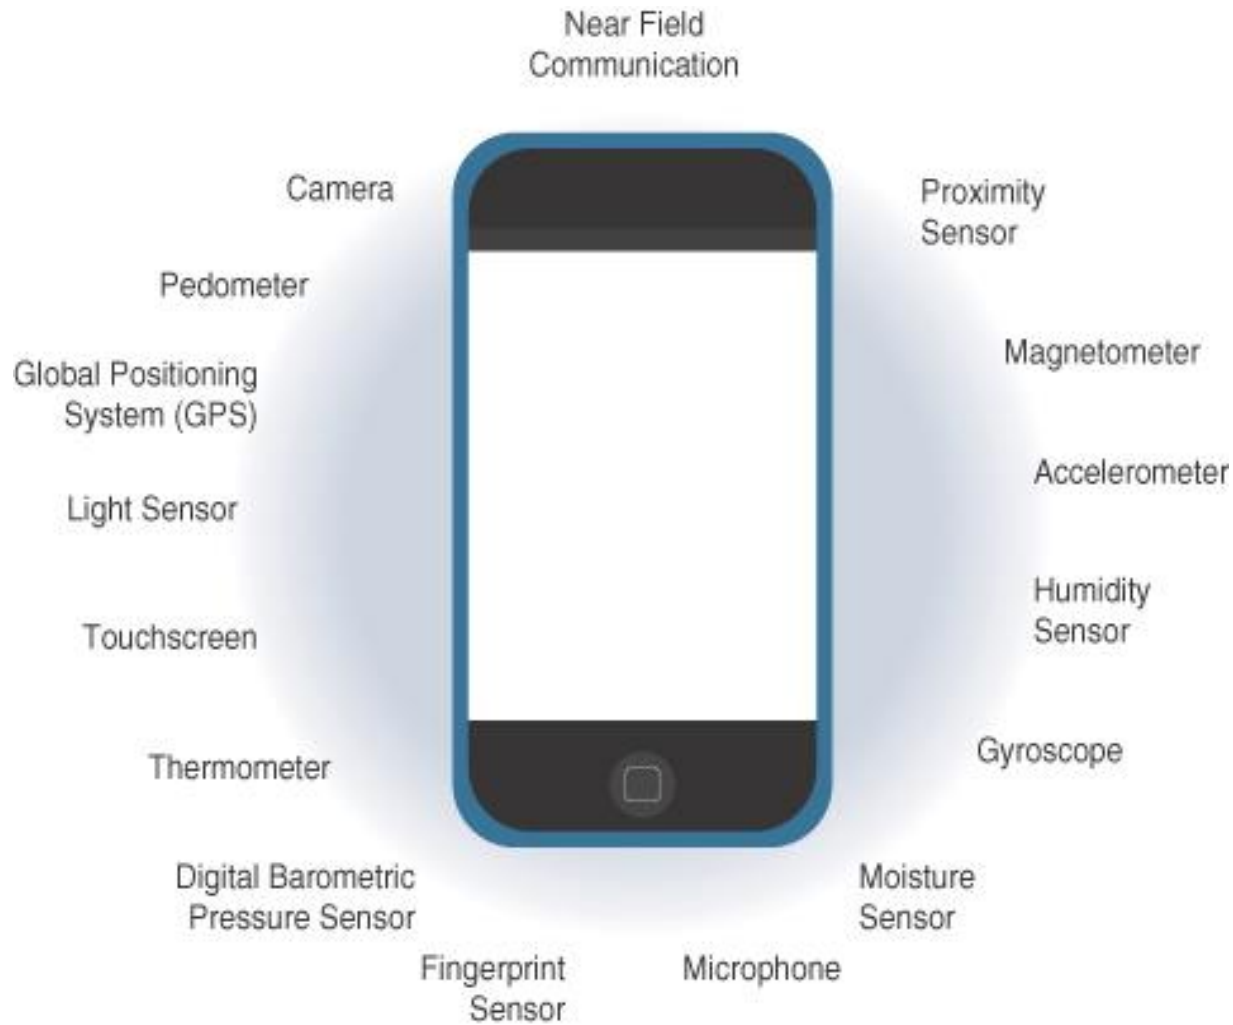 Near Field
Communication
Camera
Proximity
Sensor
Pedometer
Magnetometer
Global Positioning
System (GPS)
Accelerometer
Light Sensor
Humidity
Sensor
Touchscreen
Gyroscope
Thermometer
Digital Barometric
Pressure Sensor
Moisture
Sensor
Fingerprint
Sensor
Microphone